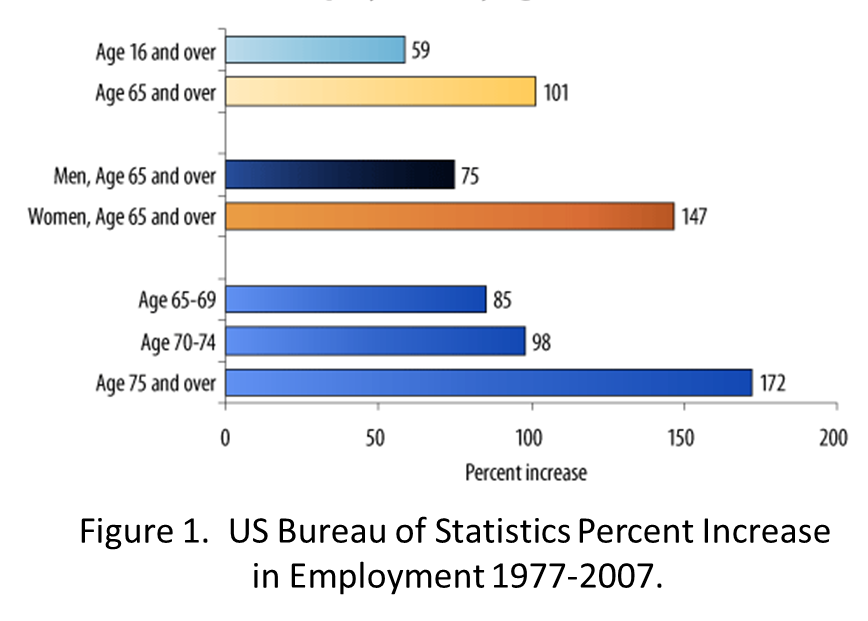 Age 16 and over 59
Age 65 and over 101
Men, Age 65 and over 75
Women, Age 65 and over 147
Age 65-69 85
Age 70-74 98
Age 75 and over 172
0 50 100 150 200
Percent increase
Figure 1. US Bureau of Statistics Percent Increase
in Employment 1977-2007.